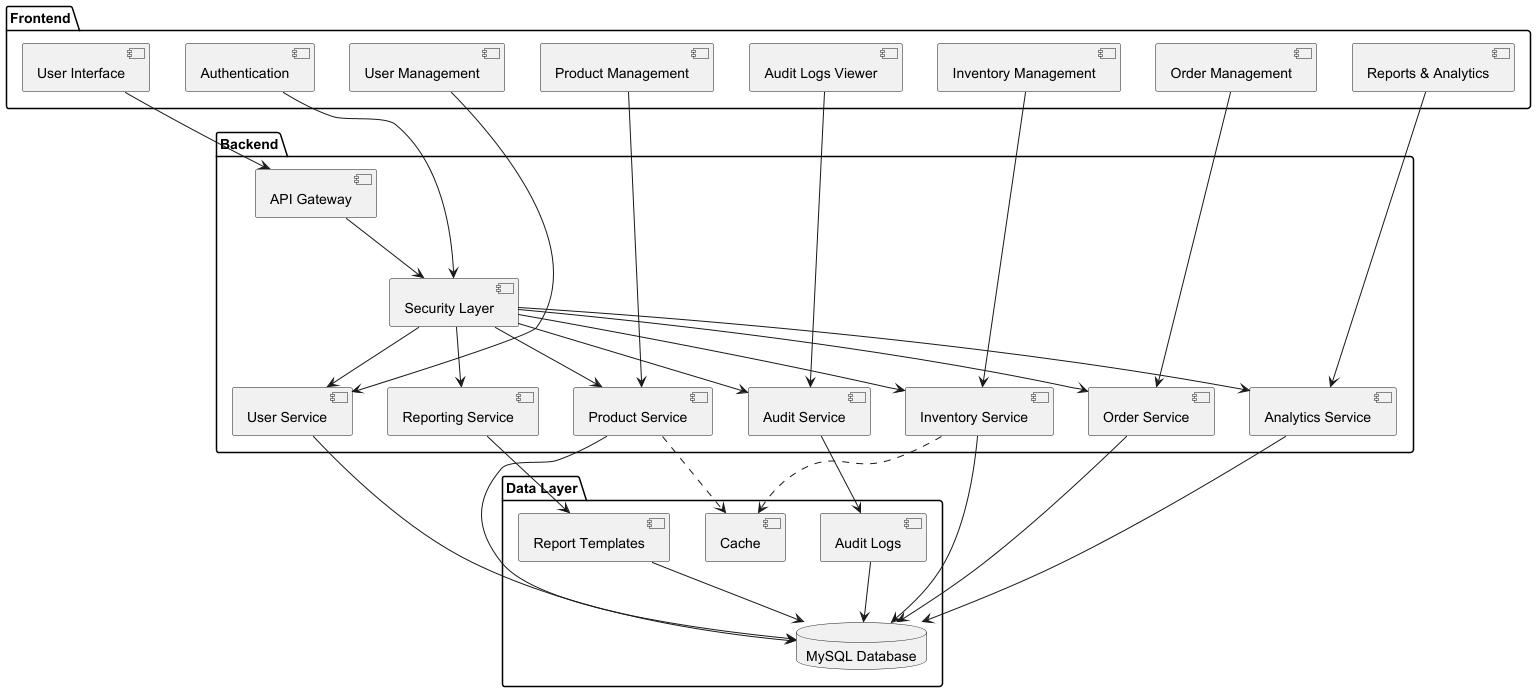 Frontend
User Interface
Authentication
User Management
Product Management
Audit Logs Viewer
Inventory Management
Order Management
Reports & Analytics
Backend
API Gateway
Security Layer
User Service
Reporting Service
Product Service
Audit Service
Inventory Service
Order Service
Analytics Service
Data Layer
Report Templates
Cache
Audit Logs
MySQL Database